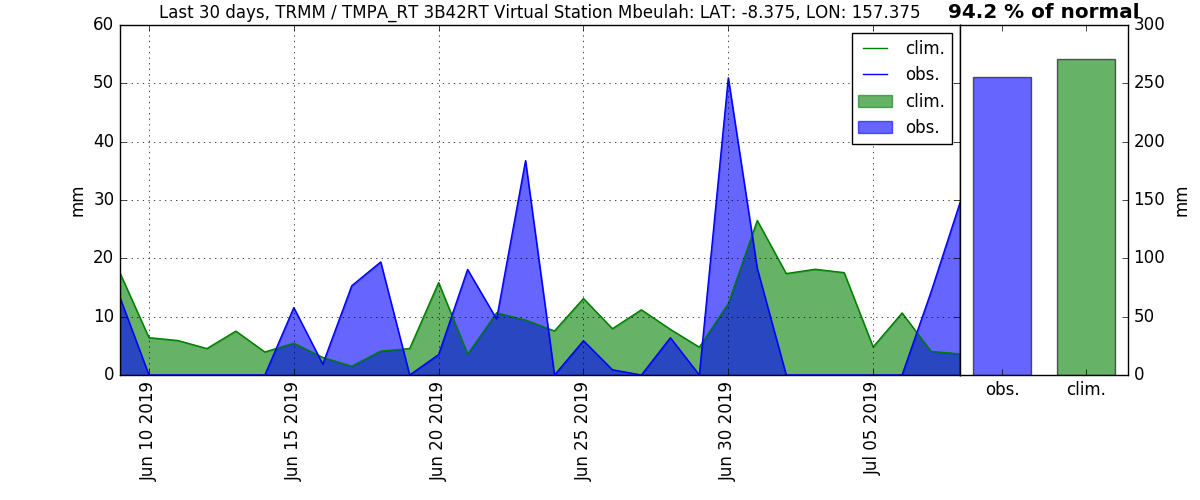 Last 30 days, TRMM / TMPA_RT 3B42RT Virtual Station Mbeulah: LAT: -8.375, LON: 157.375
94.2 % of normal
60
50
40
30
20
10
0
mm
clim.
obs.
clim.
obs.
Jun 10 2019
Jun 15 2019
Jun 20 2019
Jun 25 2019
Jun 30 2019
Jul 05 2019
300
250
200
150
100
50
0
mm
obs.
clim.